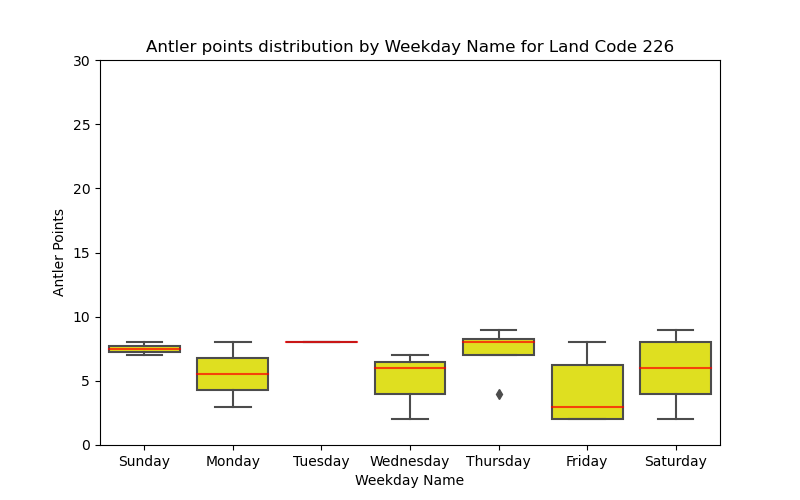 Antler points distribution by Weekday Name for Land Code 226
30
25
20
15
10
5
0
Antler Points
Sunday Monday Tuesday Wednesday Thursday Friday Saturday
Weekday Name